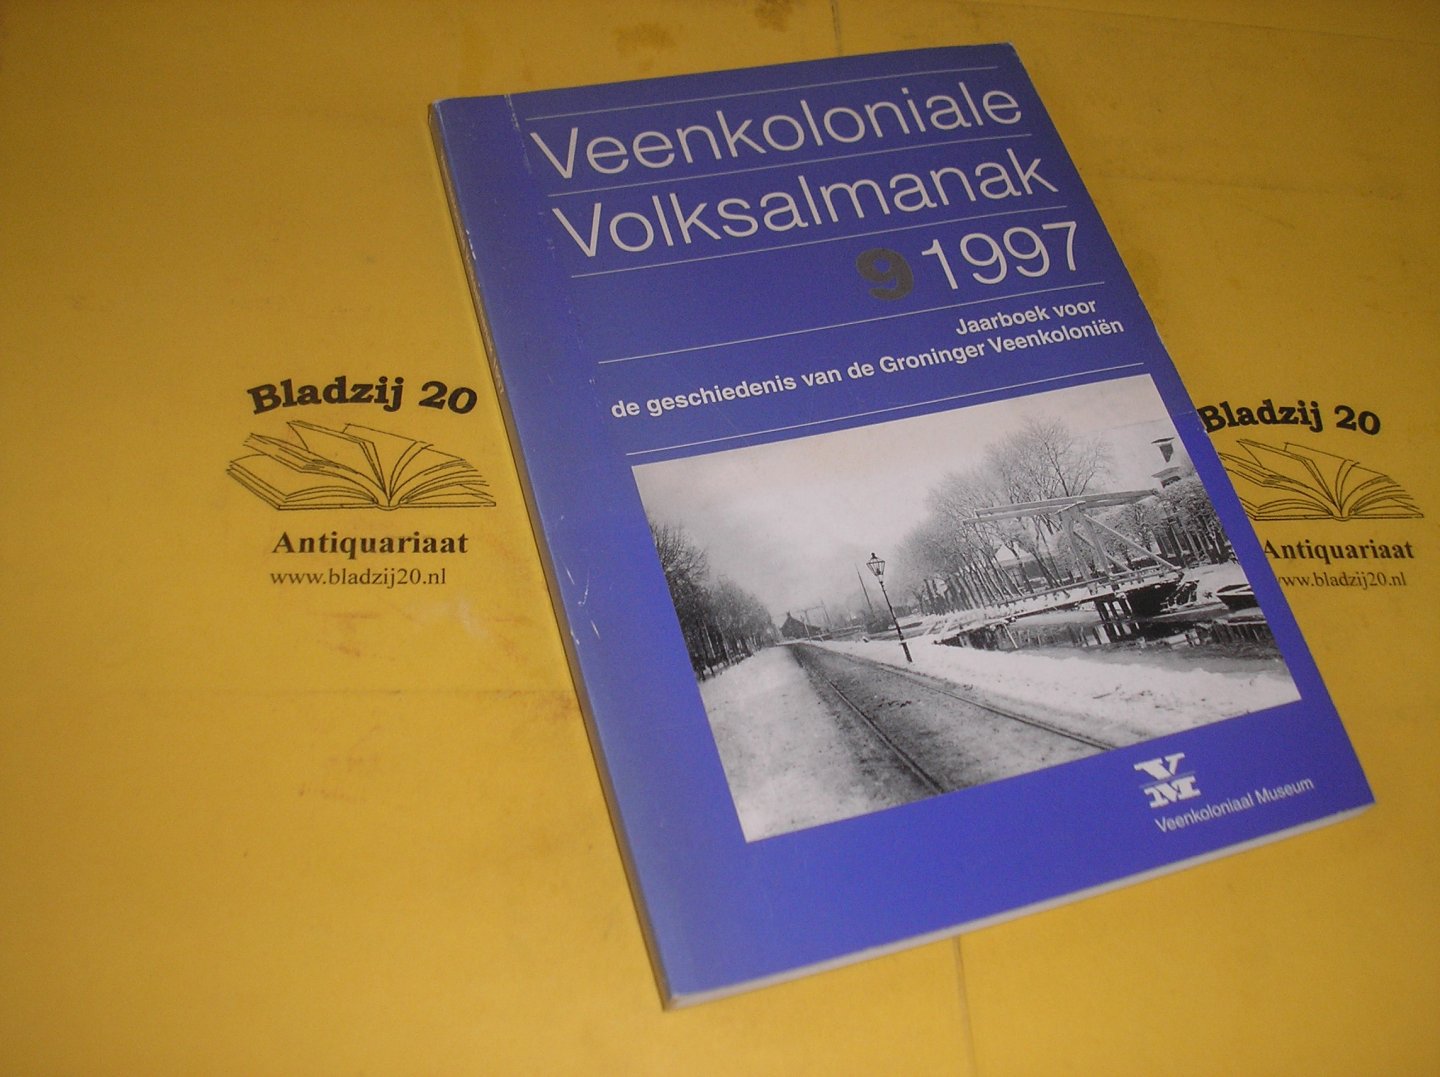 Veenkoloniale
Volksalmanak
9 1997
Jaarboek voor
de geschiedenis van de Groninger Veenkoloniën
VM
Veenkoloniaal Museum
Bladzij 20
Antiquariaat
www.bladzij20.nl
Bladzij 20
Antiquariaat
www.bladzij20.nl